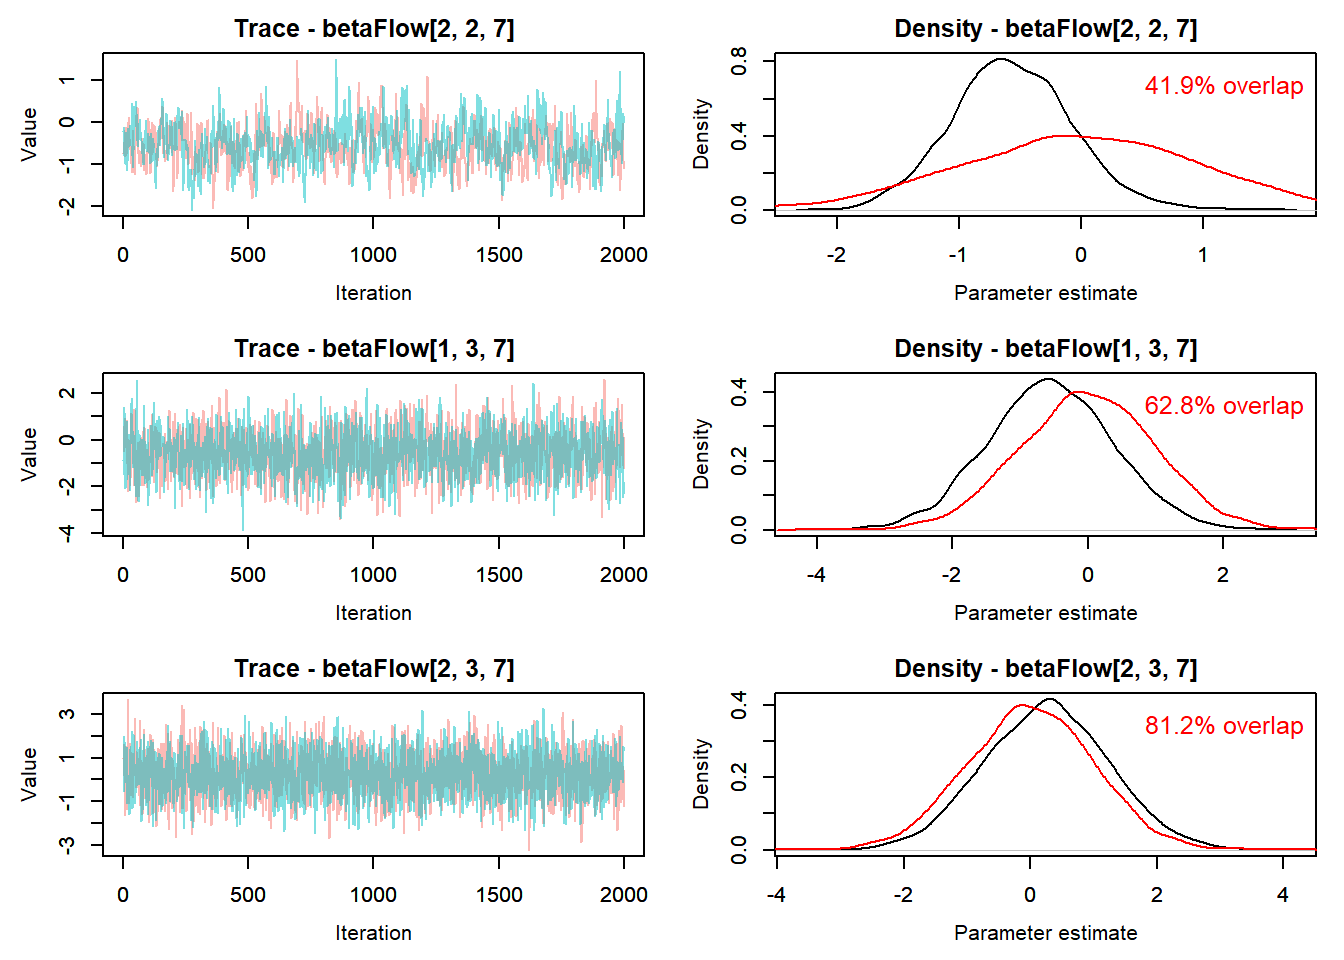 Trace - betaFlow[2, 2, 7]
Value
1
0
-1
-2
0
500
1000
1500
2000
Iteration
Density - betaFlow[2, 2, 7]
Density
0.8
0.4
0.0
41.9% overlap
-2
-1
0
1
Parameter estimate
Trace - betaFlow[1, 3, 7]
Value
2
0
-2
-4
0
500
1000
1500
2000
Iteration
Density - betaFlow[1, 3, 7]
Density
0.4
0.2
0.0
62.8% overlap
-4
-2
0
2
Parameter estimate
Trace - betaFlow[2, 3, 7]
Value
3
1
-1
-3
0
500
1000
1500
2000
Iteration
Density - betaFlow[2, 3, 7]
Density
0.4
0.2
0.0
81.2% overlap
-4
-2
0
2
4
Parameter estimate